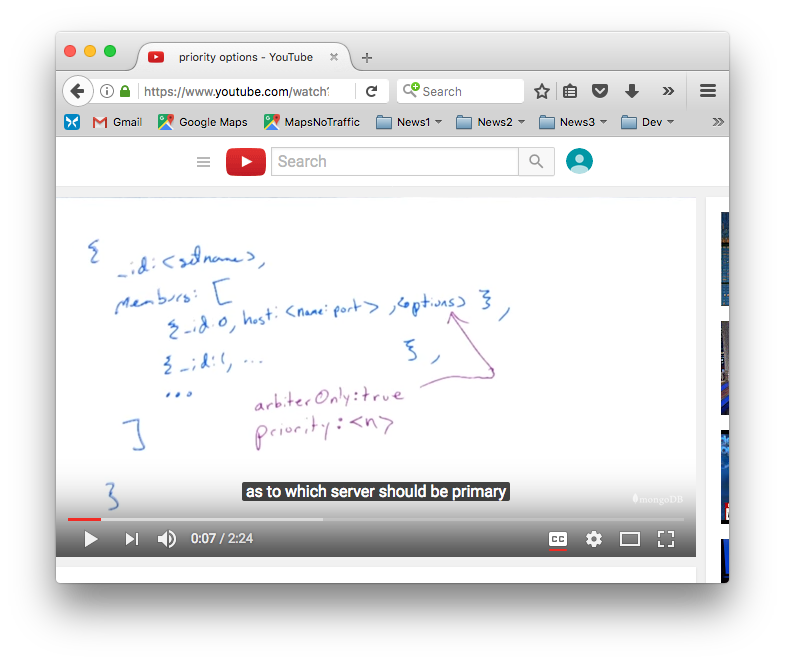 priority options - YouTube
https://www.youtube.com/watch?
Search
Gmail
Google Maps
MapsNoTraffic
News1
News2
News3
Dev
Search
{
_id: <setname>,
members: [
{ _id: 0, host: <name:port> , <options> } ,
{ _id: 1, ... } ,
...
arbiterOnly: true
priority: <n>
]
}
as to which server should be primary
mongoDB
0:07 / 2:24
CC